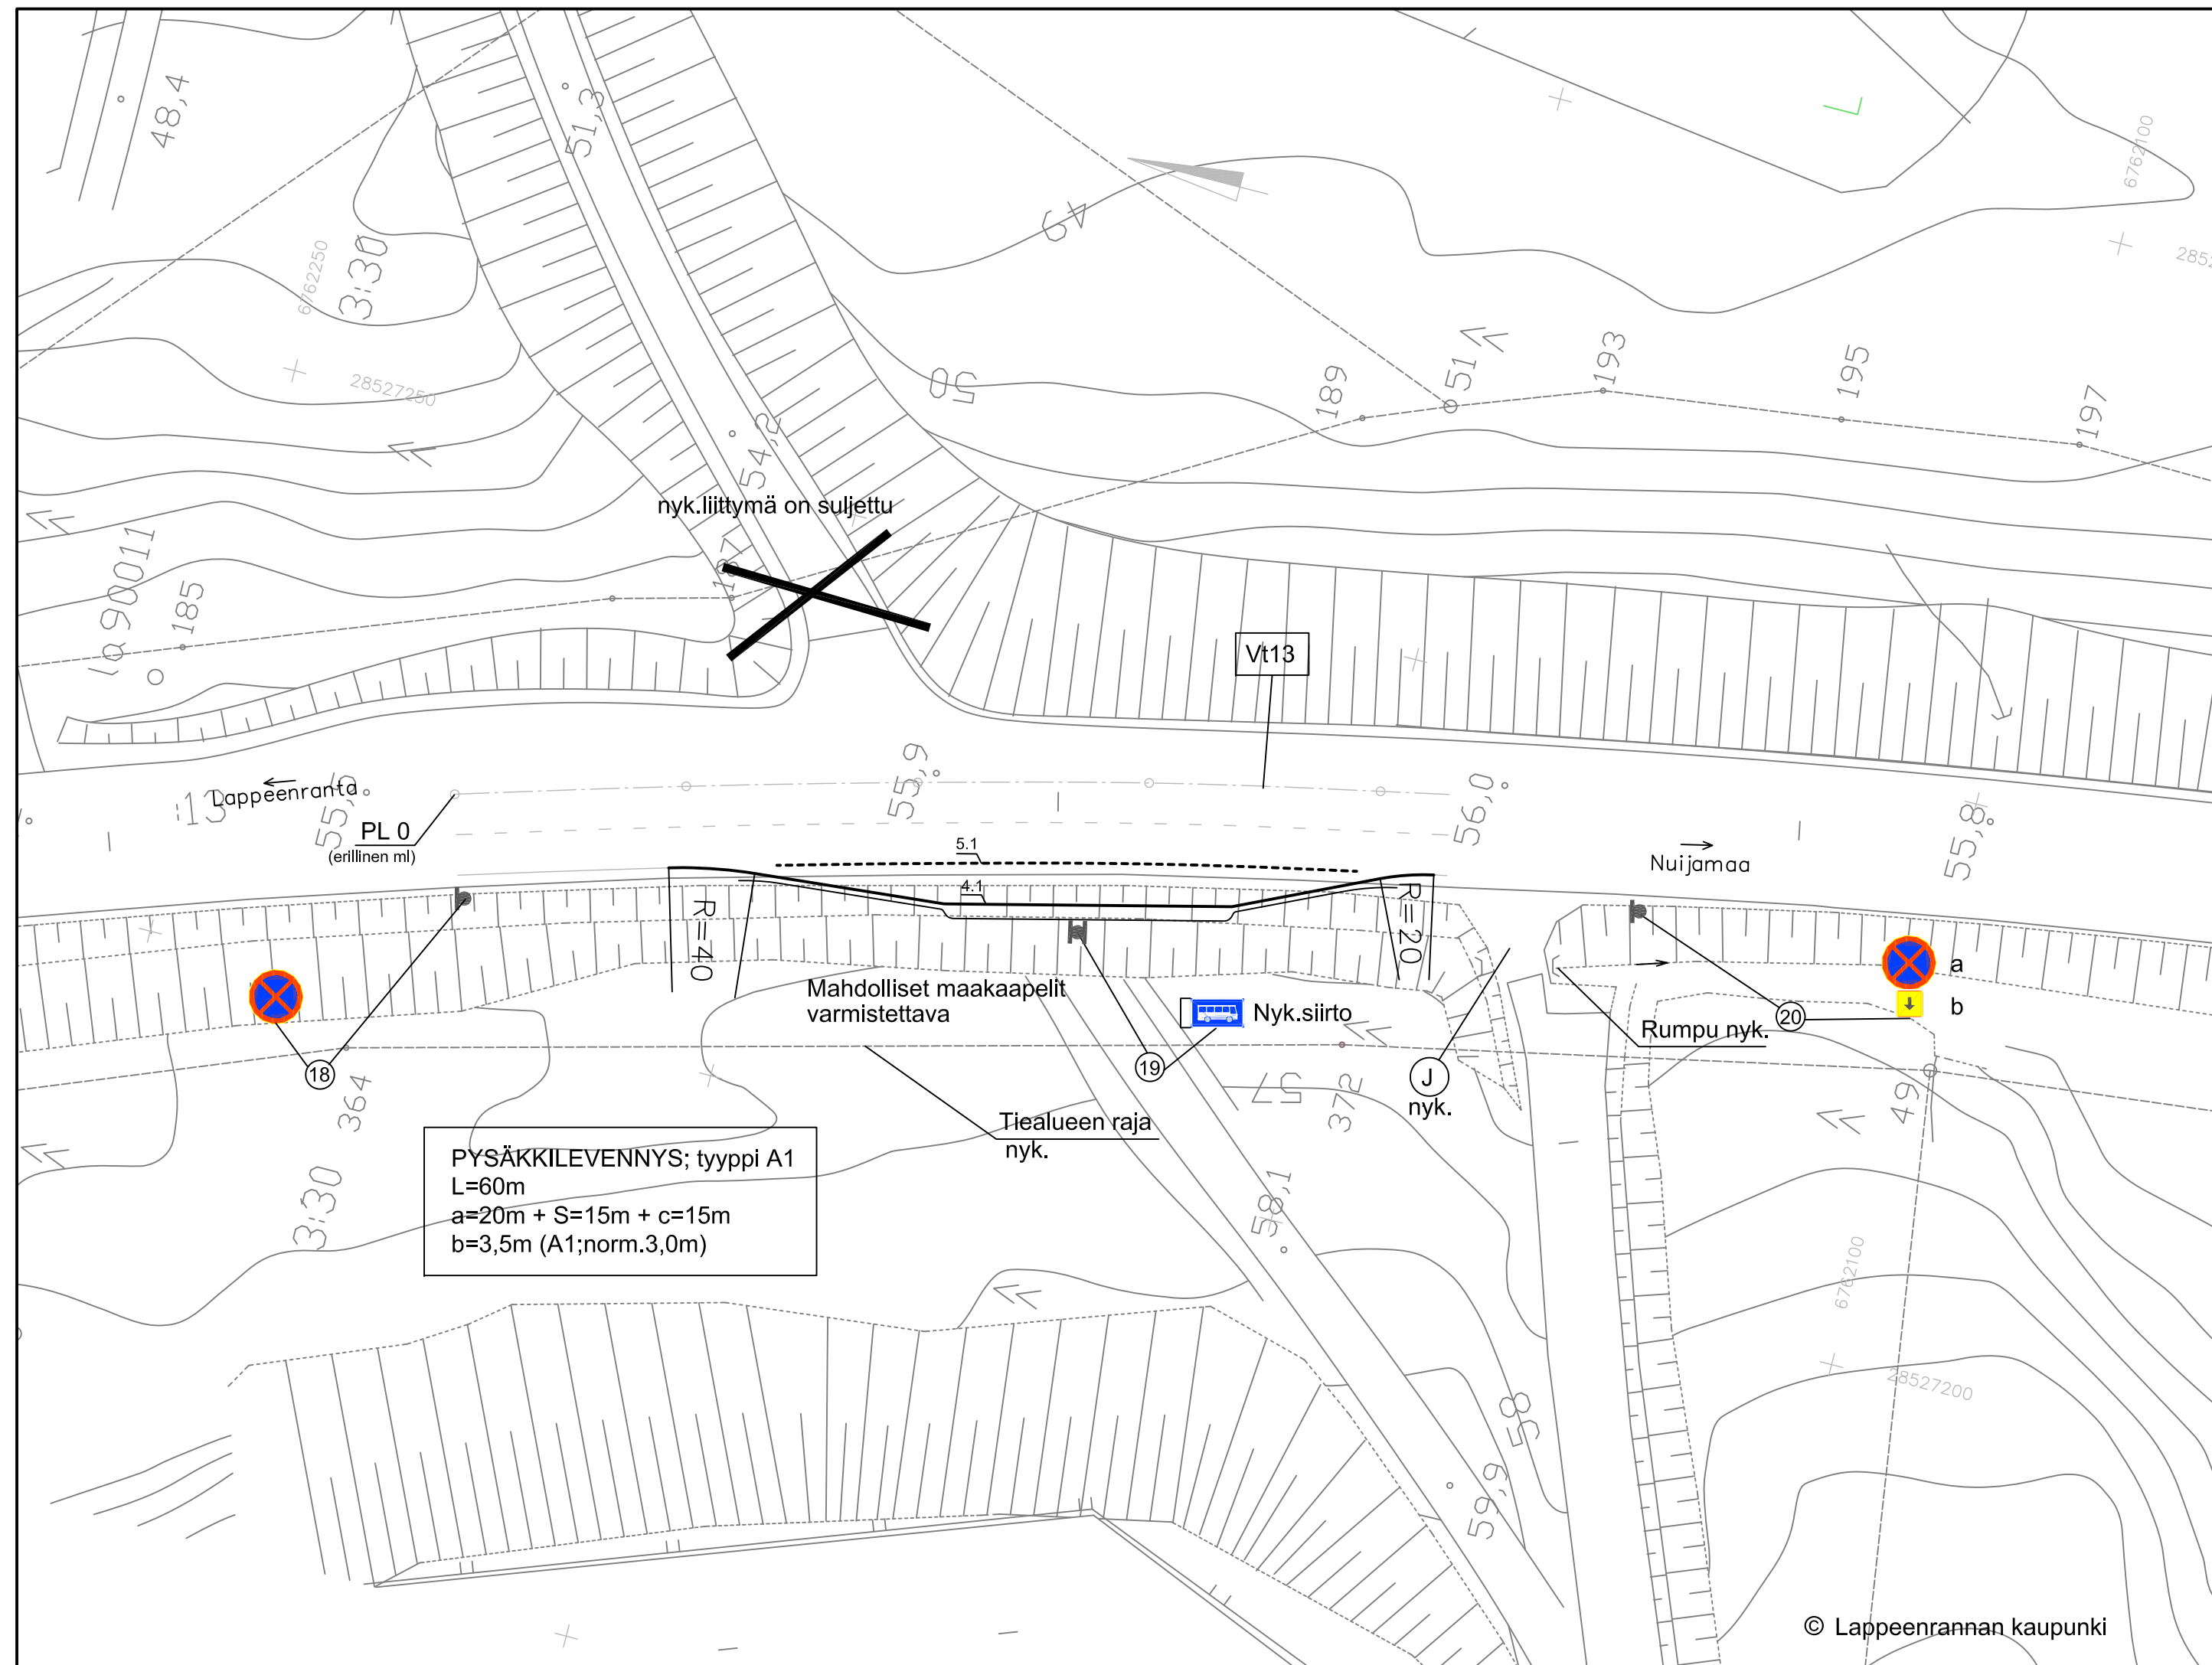 48,4
51,3
6762100
49
3:30
6762250
28527250
50
189
51
193
195
197
54,2
nyk.liittymä on suljettu
185
Vt13
:13
Lappeenranta
55,9
56,0
55,8
PL 0
(erillinen ml)
5.1
Nuijamaa
4.1
R=40
R=20
a
b
Mahdolliset maakaapelit
varmistettava
Nyk.siirto
Rumpu nyk.
20
18
19
J
nyk.
364
57
372
49
Tiealueen raja
nyk.
PYSÄKKILEVENNYS; tyyppi A1
L=60m
a=20m + S=15m + c=15m
b=3,5m (A1;norm.3,0m)
3:30
58,1
6762100
28527200
58
59,9
© Lappeenrannan kaupunki